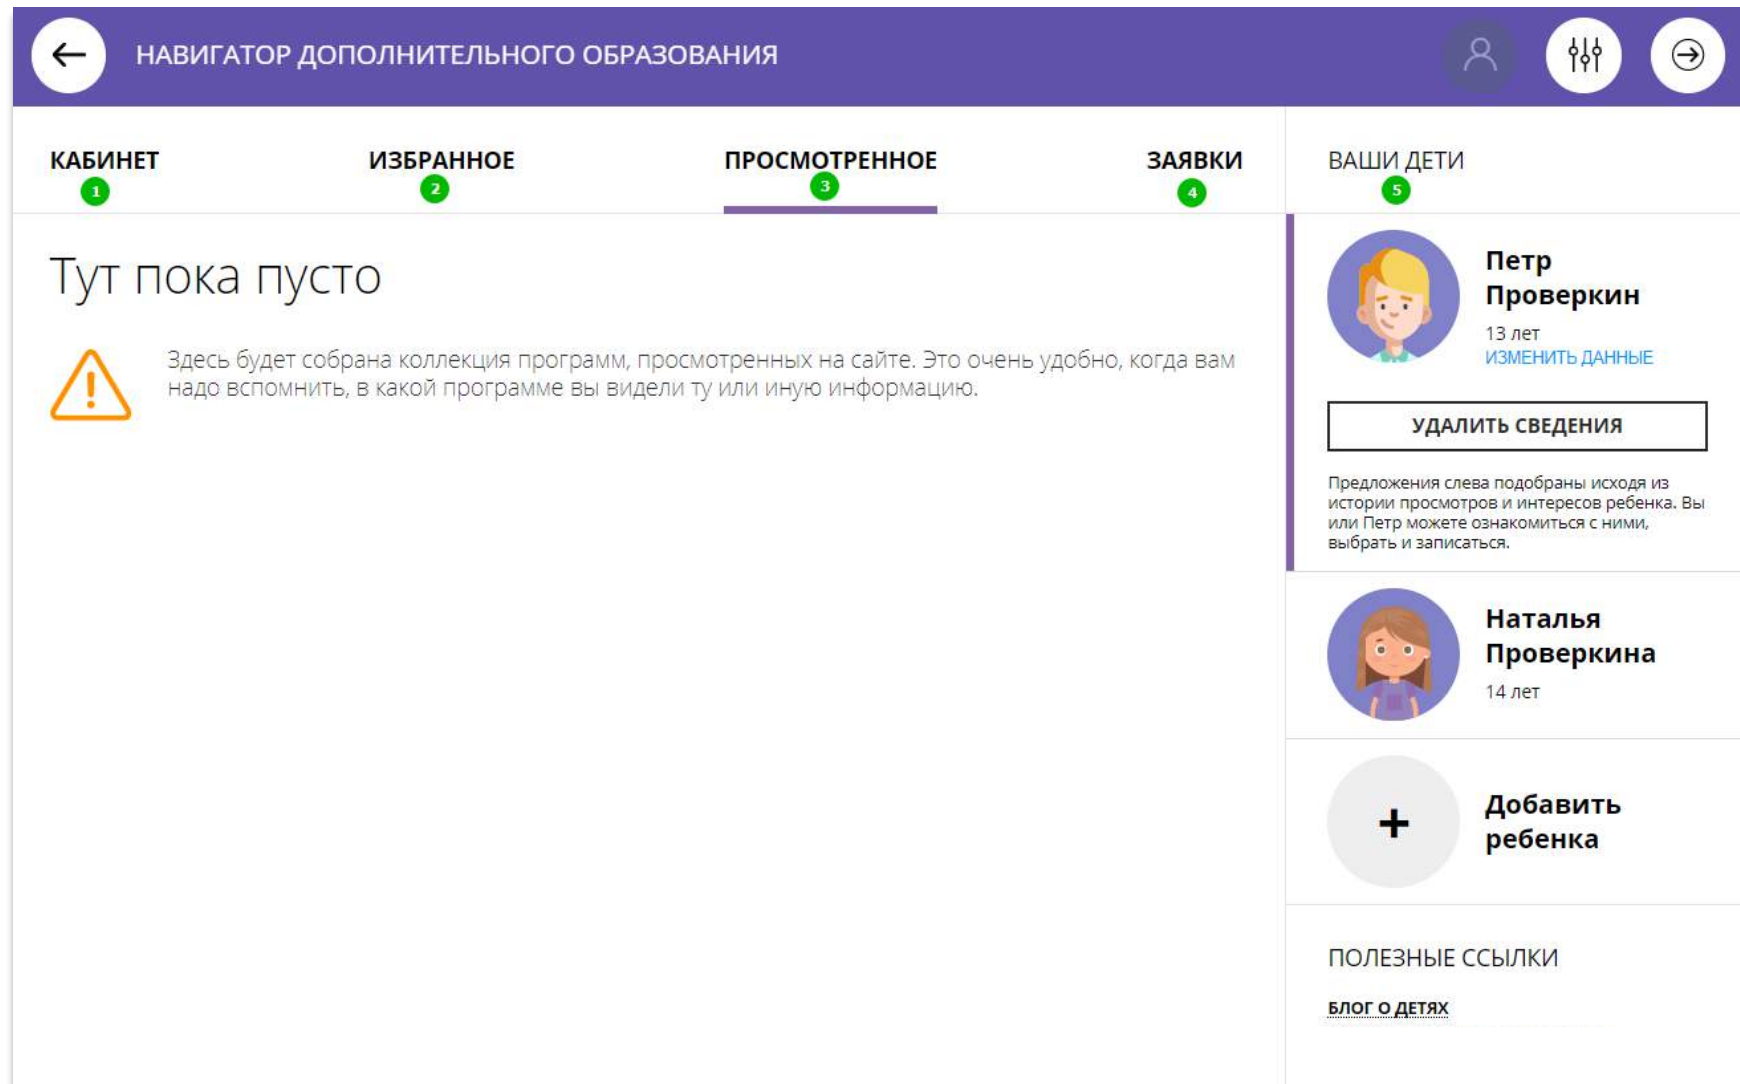 НАВИГАТОР ДОПОЛНИТЕЛЬНОГО ОБРАЗОВАНИЯ
КАБИНЕТ
1
ИЗБРАННОЕ
2
ПРОСМОТРЕННОЕ
3
ЗАЯВКИ
4
Тут пока пусто
Здесь будет собрана коллекция программ, просмотренных на сайте. Это очень удобно, когда вам
надо вспомнить, в какой программе вы видели ту или иную информацию.
ВАШИ ДЕТИ
5
Петр
Проверкин
13 лет
ИЗМЕНИТЬ ДАННЫЕ
УДАЛИТЬ СВЕДЕНИЯ
Предложения слева подобраны исходя из
истории просмотров и интересов ребенка. Вы
или Петр можете ознакомиться с ними,
выбрать и записаться.
Наталья
Проверкина
14 лет
+
Добавить
ребенка
ПОЛЕЗНЫЕ ССЫЛКИ
БЛОГ О ДЕТЯХ